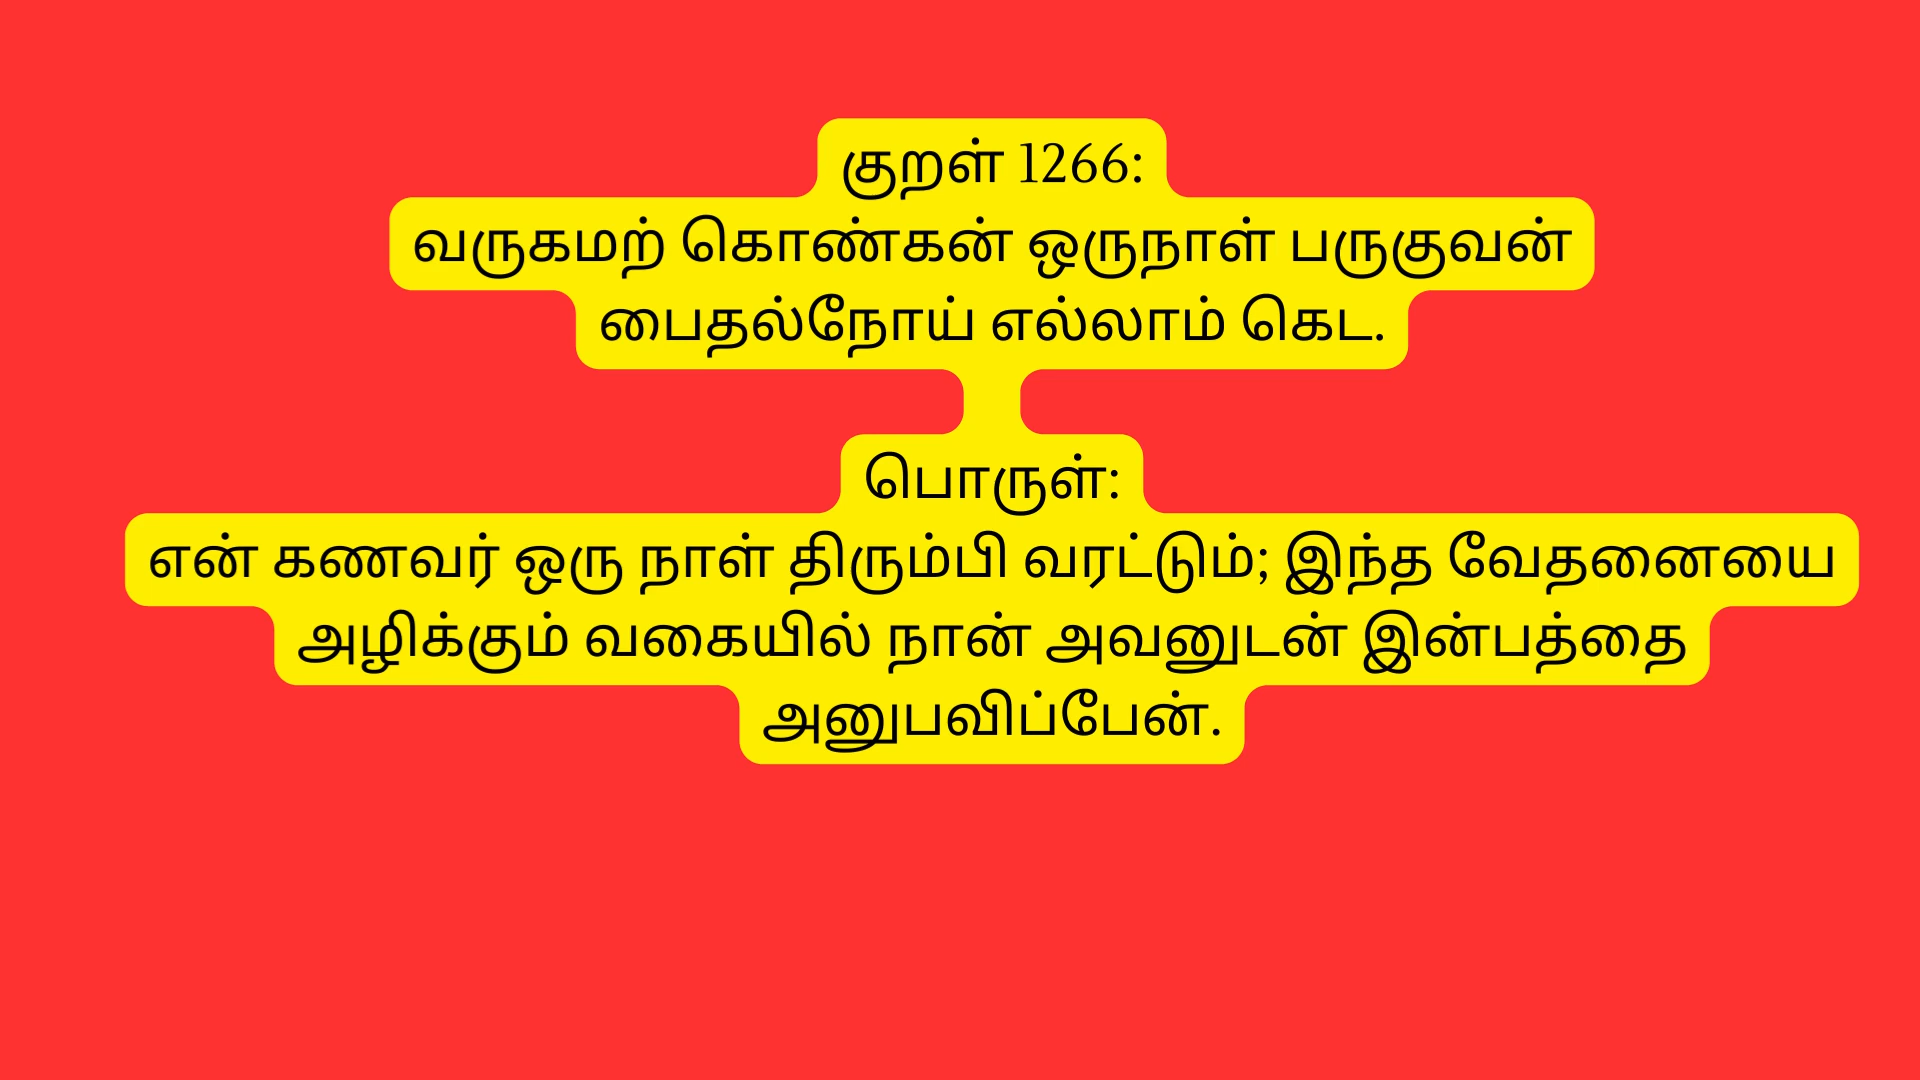 குறள் 1266:
வருகமற் கொண்கன் ஒருநாள் பருகுவன்
பைதல்நோய் எல்லாம் கெட.
பொருள்:
என் கணவர் ஒரு நாள் திரும்பி வரட்டும்; இந்த வேதனையை
அழிக்கும் வகையில் நான் அவனுடன் இன்பத்தை
அனுபவிப்பேன்.